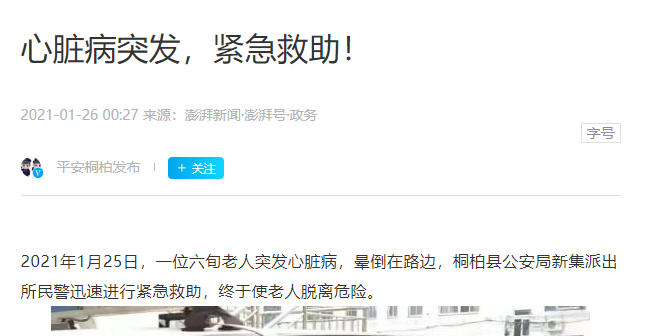 心脏病突发，紧急救助！
2021-01-26 00:27 来源：澎湃新闻·澎湃号·政务
字号
平安桐柏发布
+ 关注
2021年1月25日，一位六旬老人突发心脏病，晕倒在路边，桐柏县公安局新集派出
所民警迅速进行紧急救助，终于使老人脱离危险。